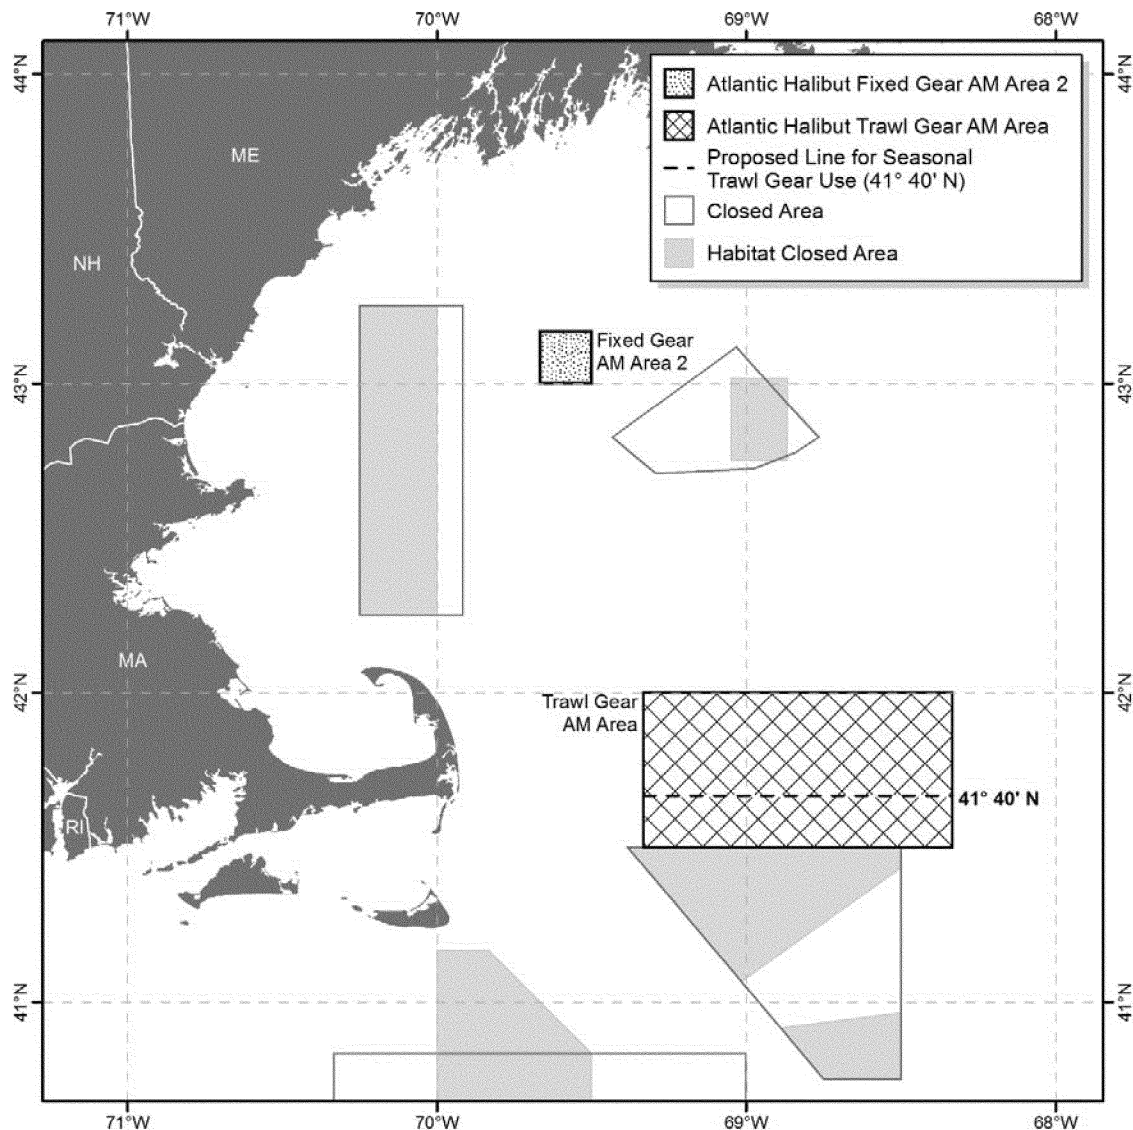 71°W 70°W 69°W 68°W
44°N 44°N
Atlantic Halibut Fixed Gear AM Area 2
Atlantic Halibut Trawl Gear AM Area
Proposed Line for Seasonal
Trawl Gear Use (41° 40' N)
Closed Area
Habitat Closed Area
ME
NH
Fixed Gear
AM Area 2
43°N 43°N
MA
42°N 42°N
Trawl Gear
AM Area
41° 40' N
RI
41°N 41°N
71°W 70°W 69°W 68°W